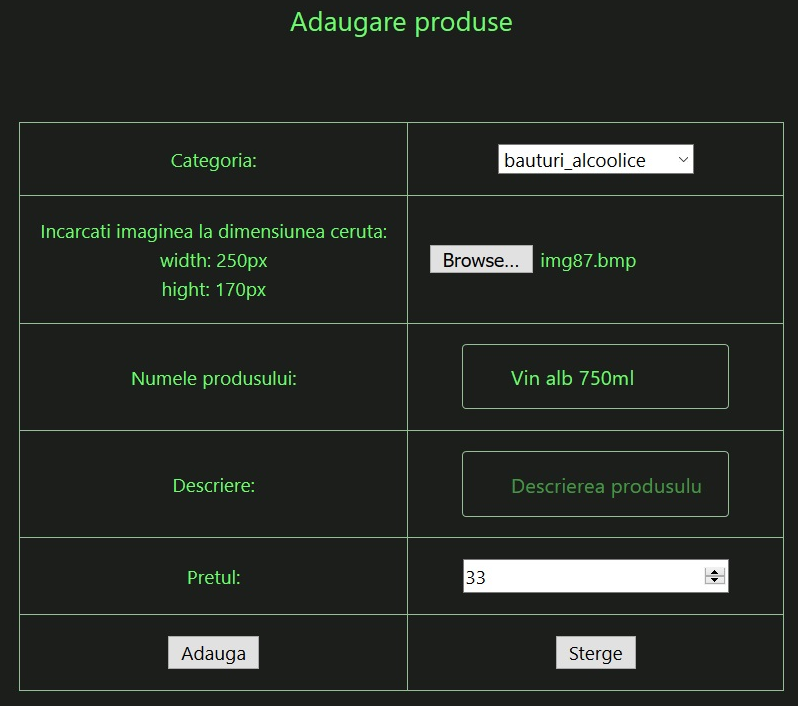 Adaugare produse
Categoria:
bauturi_alcoolice
Incarcati imaginea la dimensiunea ceruta:
width: 250px
hight: 170px
Browse... img87.bmp
Numele produsului:
Vin alb 750ml
Descriere:
Descrierea produsulu
Pretul:
33
Adauga
Sterge